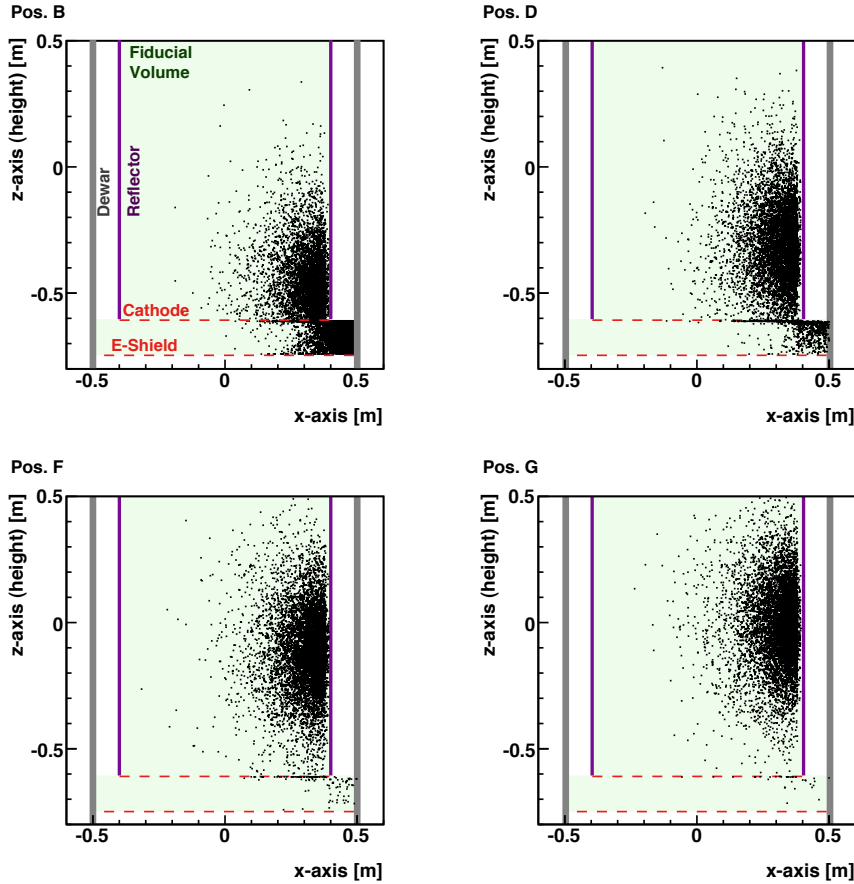 Pos. B
0.5
0
-0.5
z-axis (height) [m]
Fiducial
Volume
Dewar
Reflector
Cathode
E-Shield
-0.5
0
0.5
x-axis [m]
Pos. D
0.5
0
-0.5
z-axis (height) [m]
-0.5
0
0.5
x-axis [m]
Pos. F
0.5
0
-0.5
z-axis (height) [m]
-0.5
0
0.5
x-axis [m]
Pos. G
0.5
0
-0.5
z-axis (height) [m]
-0.5
0
0.5
x-axis [m]